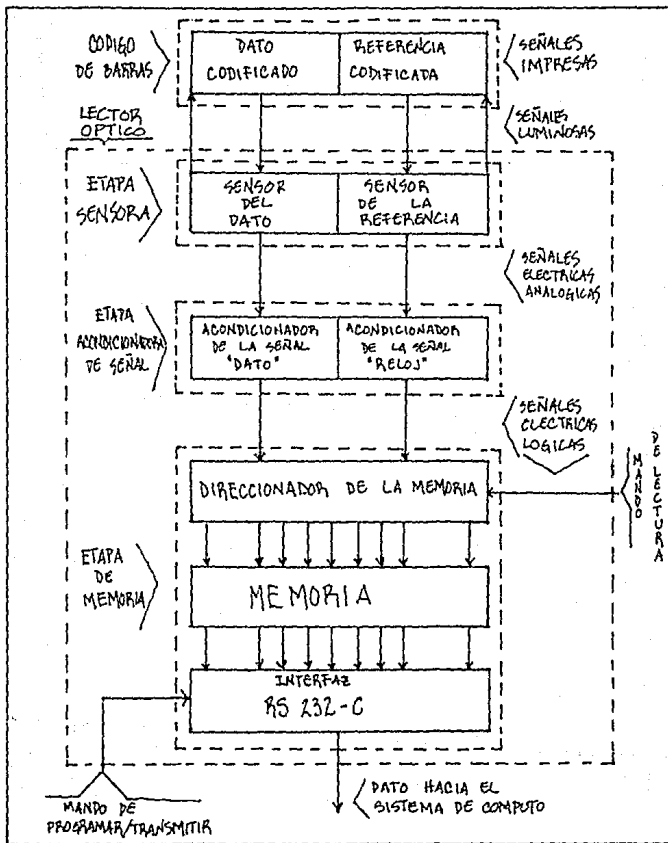 CODIGO
DE BARRAS
DATO
CODIFICADO
REFERENCIA
CODIFICADA
SEÑALES
IMPRESAS
LECTOR
OPTICO
SEÑALES
LUMINOSAS
ETAPA
SENSORA
SENSOR
DEL
DATO
SENSOR
DE LA
REFERENCIA
SEÑALES
ELECTRICAS
ANALOGICAS
ETAPA
ACONDICIONADORA
DE SEÑAL
ACONDICIONADOR
DE LA SEÑAL
"DATO"
ACONDICIONADOR
DE LA SEÑAL
"RELOJ"
SEÑALES
ELECTRICAS
LOGICAS
DIRECCIONADOR DE LA MEMORIA
MANDO
DE LECTURA
ETAPA
DE
MEMORIA
MEMORIA
INTERFAZ
RS 232-C
MANDO DE
PROGRAMAR/TRANSMITIR
DATO HACIA EL
SISTEMA DE COMPUTO